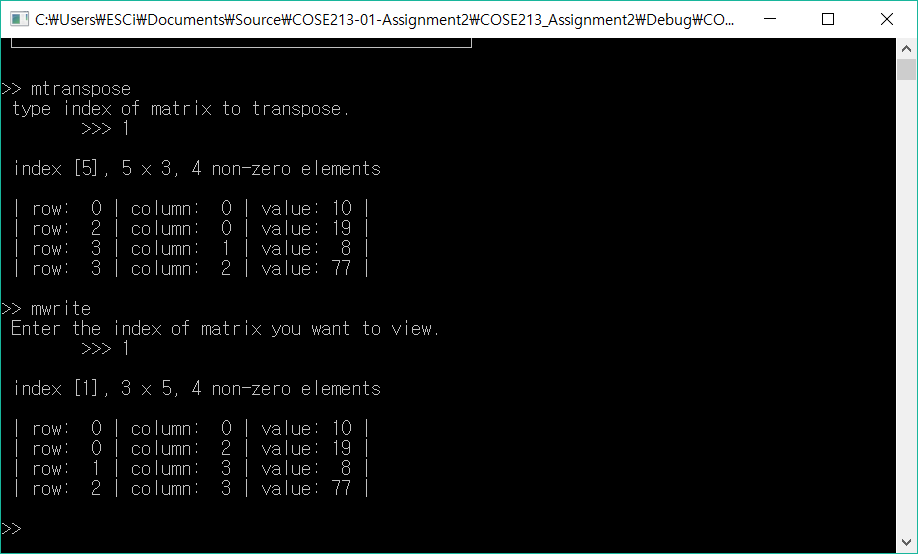 C:₩Users₩ESCi₩Documents₩Source₩COSE213-01-Assignment2₩COSE213_Assignment2₩Debug₩CO...
>> mtranspose
type index of matrix to transpose.
>>> 1
index [5], 5 x 3, 4 non-zero elements
| row:  0 | column:  0 | value: 10 |
| row:  2 | column:  0 | value: 19 |
| row:  3 | column:  1 | value:  8 |
| row:  3 | column:  2 | value: 77 |
>> mwrite
Enter the index of matrix you want to view.
>>> 1
index [1], 3 x 5, 4 non-zero elements
| row:  0 | column:  0 | value: 10 |
| row:  0 | column:  2 | value: 19 |
| row:  1 | column:  3 | value:  8 |
| row:  2 | column:  3 | value: 77 |
>>